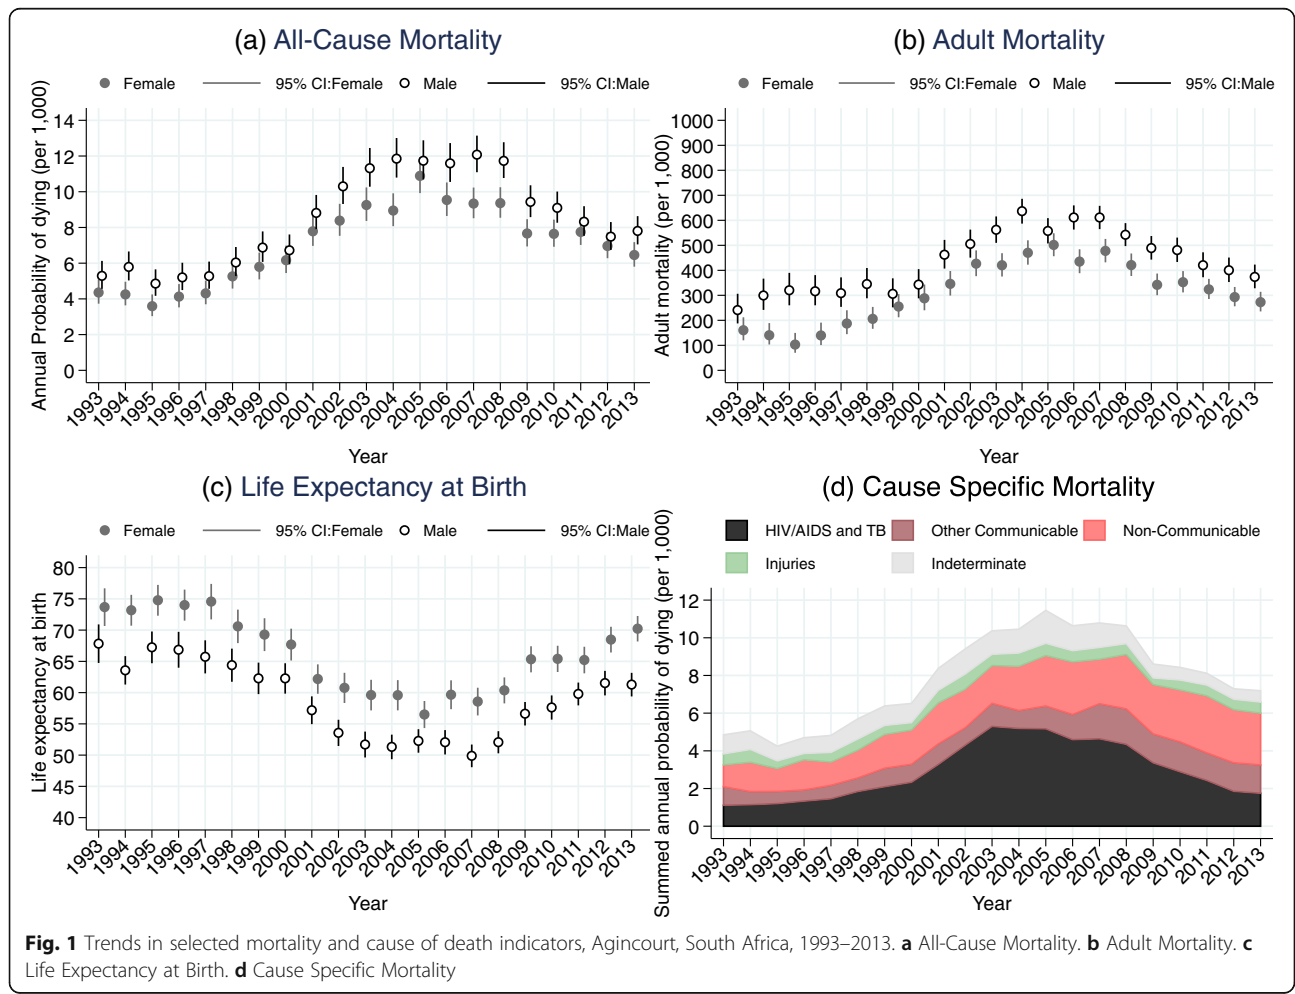 (a) All-Cause Mortality
Female 95% CI:Female Male 95% CI:Male
Annual Probability of dying (per 1,000)
14
12
10
8
6
4
2
0
1993 1994 1995 1996 1997 1998 1999 2000 2001 2002 2003 2004 2005 2006 2007 2008 2009 2010 2011 2012 2013
Year
(b) Adult Mortality
Female 95% CI:Female Male 95% CI:Male
Adult mortality (per 1,000)
1000
900
800
700
600
500
400
300
200
100
0
1993 1994 1995 1996 1997 1998 1999 2000 2001 2002 2003 2004 2005 2006 2007 2008 2009 2010 2011 2012 2013
Year
(c) Life Expectancy at Birth
Female 95% CI:Female Male 95% CI:Male
Life expectancy at birth
80
75
70
65
60
55
50
45
40
1993 1994 1995 1996 1997 1998 1999 2000 2001 2002 2003 2004 2005 2006 2007 2008 2009 2010 2011 2012 2013
Year
(d) Cause Specific Mortality
HIV/AIDS and TB Other Communicable Non-Communicable
Injuries Indeterminate
Summed annual probability of dying (per 1,000)
12
10
8
6
4
2
0
1993 1994 1995 1996 1997 1998 1999 2000 2001 2002 2003 2004 2005 2006 2007 2008 2009 2010 2011 2012 2013
Year
Fig. 1 Trends in selected mortality and cause of death indicators, Agincourt, South Africa, 1993–2013. a All-Cause Mortality. b Adult Mortality. c
Life Expectancy at Birth. d Cause Specific Mortality